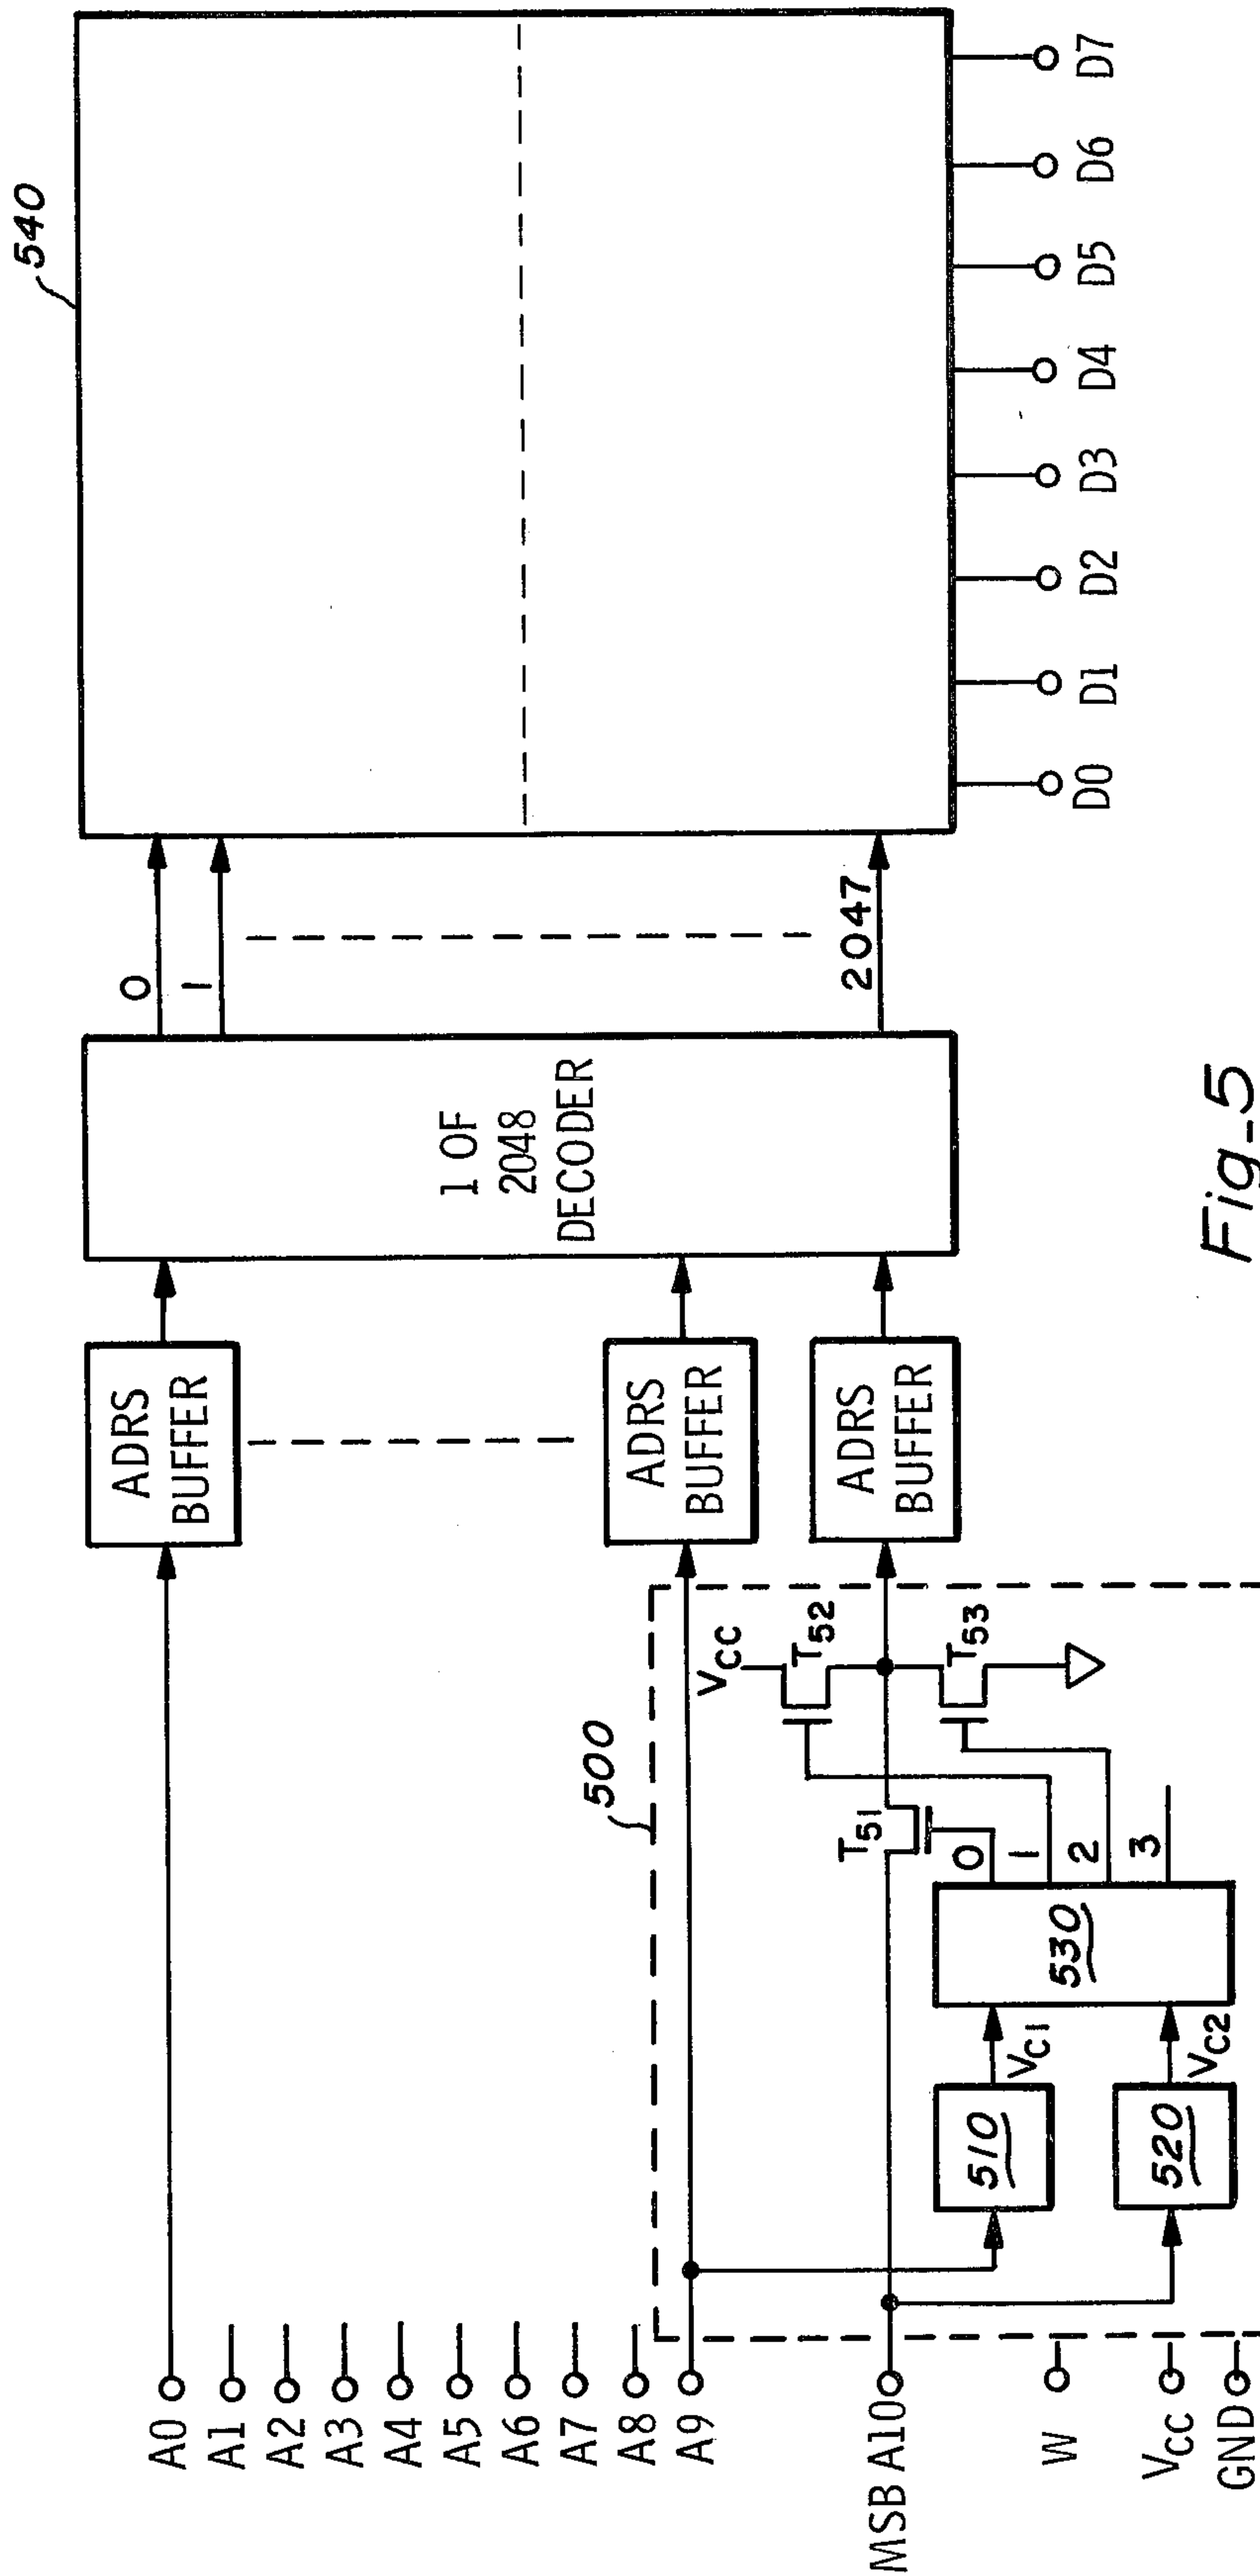 540
A0
A1
A2
A3
A4
A5
A6
A7
A8
A9
MSB A10
W
VCC
GND
ADRS
BUFFER
ADRS
BUFFER
ADRS
BUFFER
1 OF
2048
DECODER
0
1
2047
500
VCC
T52
T53
T51
0
1
2
3
510
520
530
VC1
VC2
D0
D1
D2
D3
D4
D5
D6
D7
Fig_5